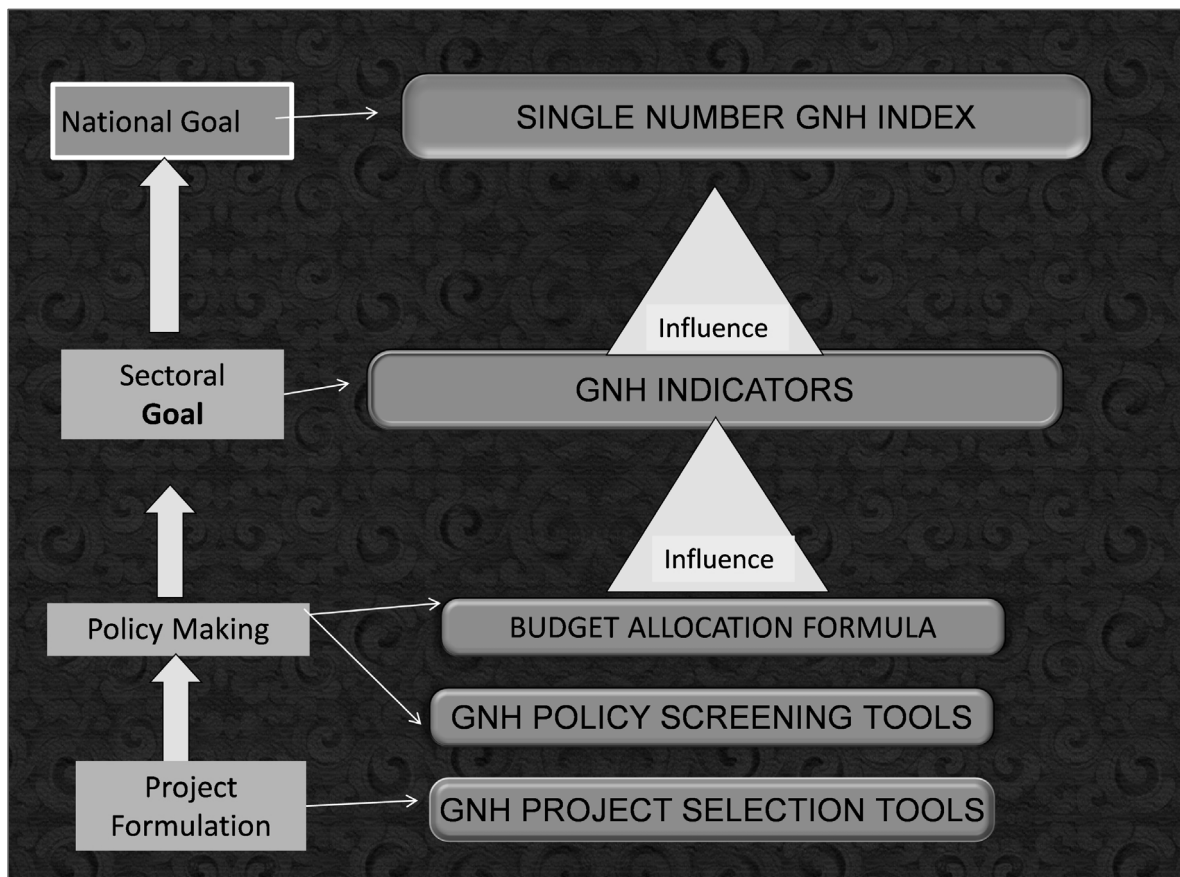 National Goal
SINGLE NUMBER GNH INDEX
Influence
Sectoral
Goal
GNH INDICATORS
Influence
Policy Making
BUDGET ALLOCATION FORMULA
GNH POLICY SCREENING TOOLS
Project
Formulation
GNH PROJECT SELECTION TOOLS